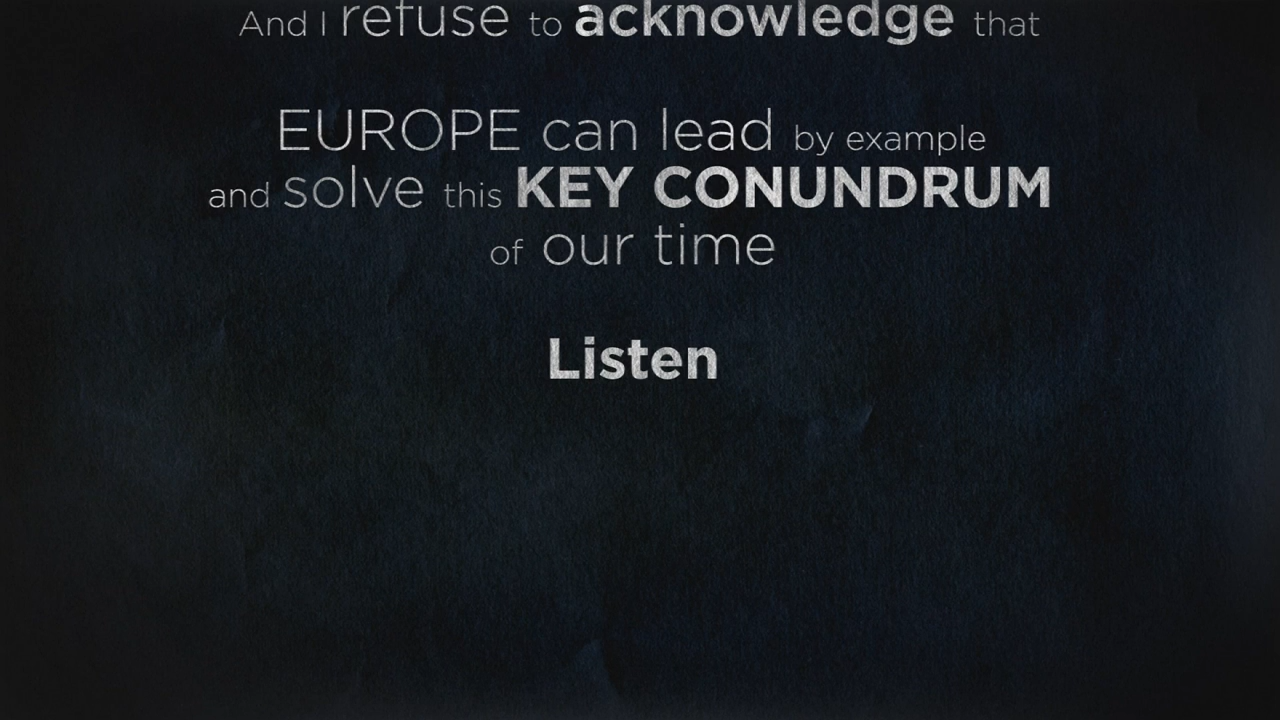 And I refuse to acknowledge that
EUROPE can lead by example
and solve this KEY CONUNDRUM
of our time
Listen